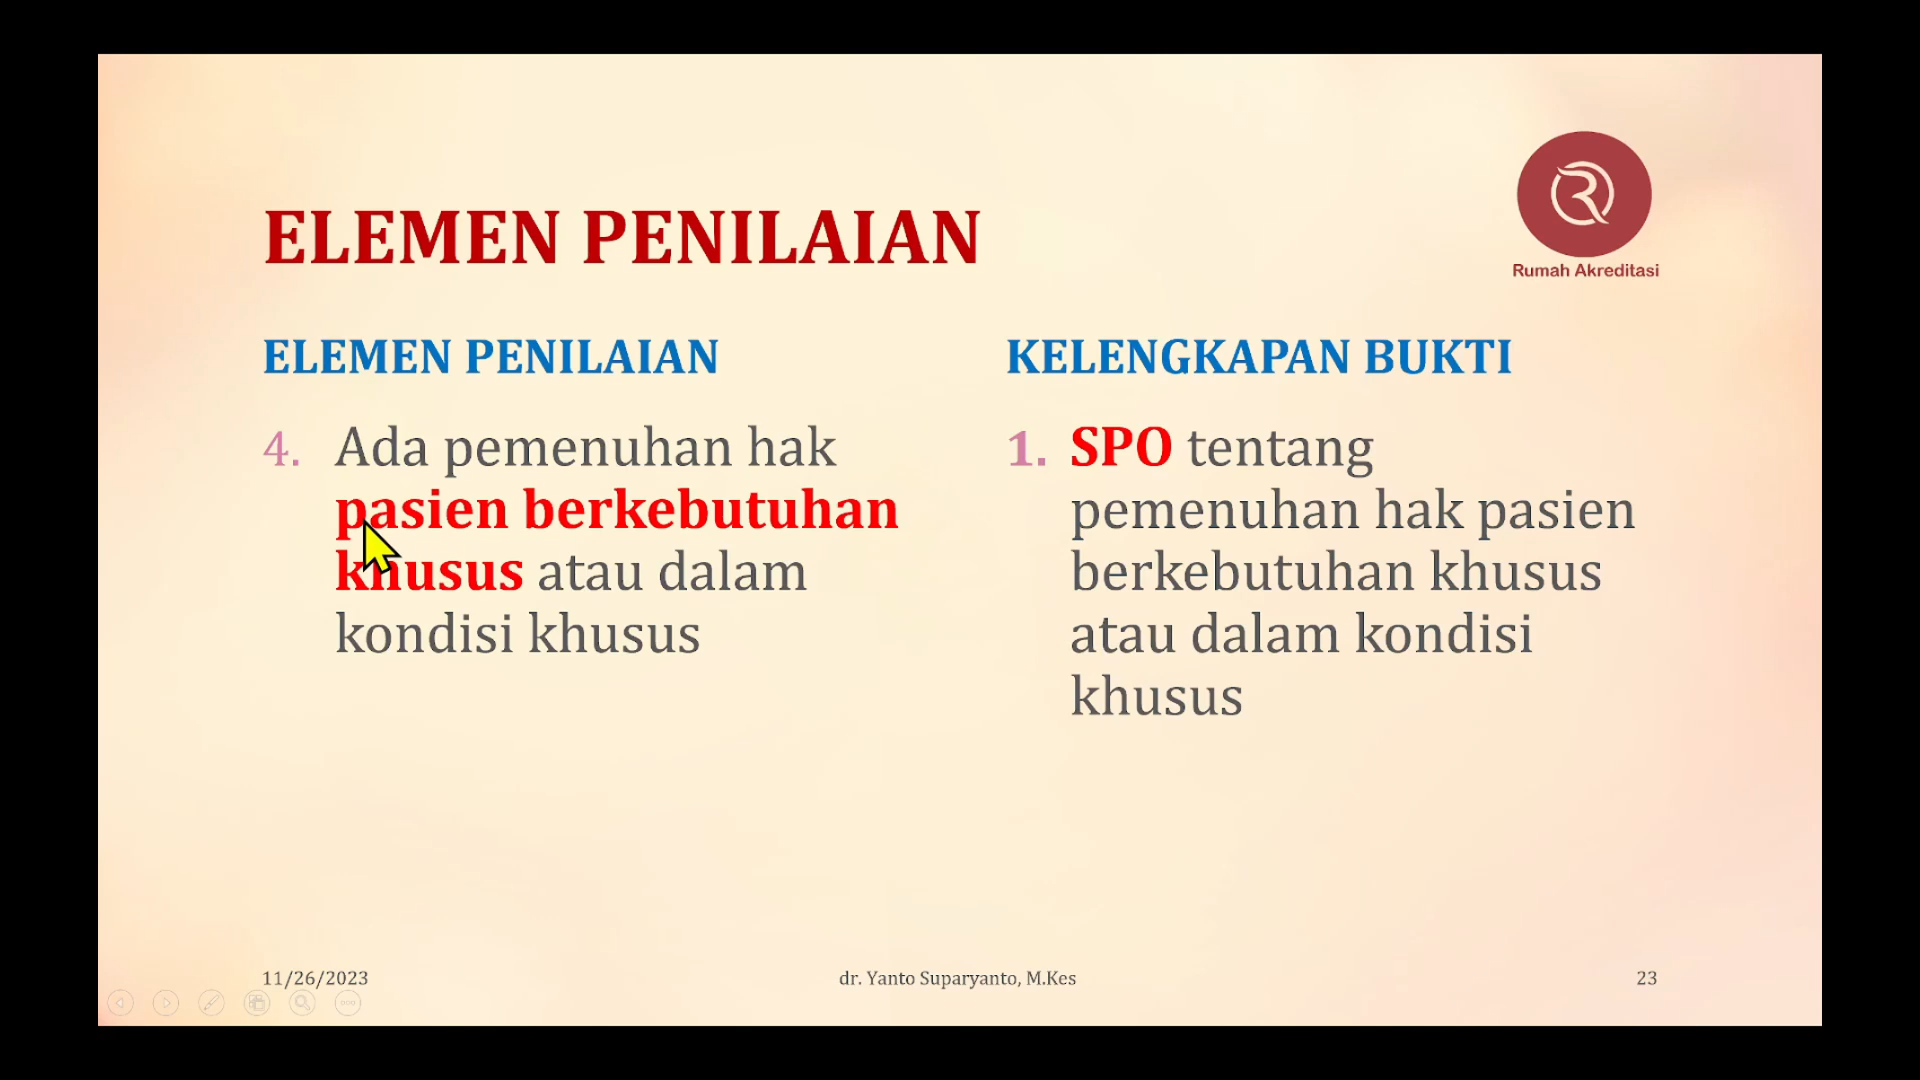 ELEMEN PENILAIAN
Rumah Akreditasi
ELEMEN PENILAIAN
4. Ada pemenuhan hak
pasien berkebutuhan
khusus atau dalam
kondisi khusus
KELENGKAPAN BUKTI
1. SPO tentang
pemenuhan hak pasien
berkebutuhan khusus
atau dalam kondisi
khusus
11/26/2023
dr. Yanto Suparyanto, M.Kes
23